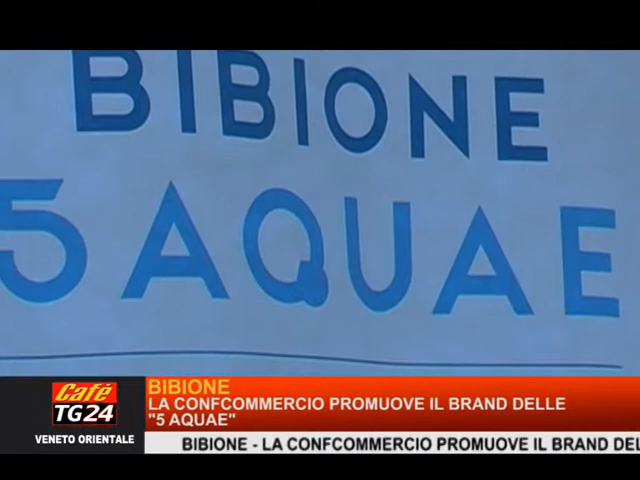 BIBIONE
5 AQUAE
Cafè
TG24
VENETO ORIENTALE
BIBIONE
LA CONFCOMMERCIO PROMUOVE IL BRAND DELLE
"5 AQUAE"
BIBIONE - LA CONFCOMMERCIO PROMUOVE IL BRAND DEL